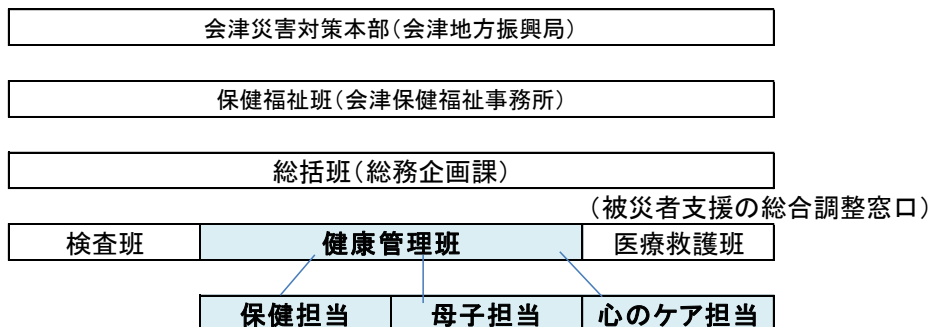 会津災害対策本部(会津地方振興局)
保健福祉班(会津保健福祉事務所)
総括班(総務企画課)
(被災者支援の総合調整窓口)
検査班 健康管理班 医療救護班
保健担当 母子担当 心のケア担当